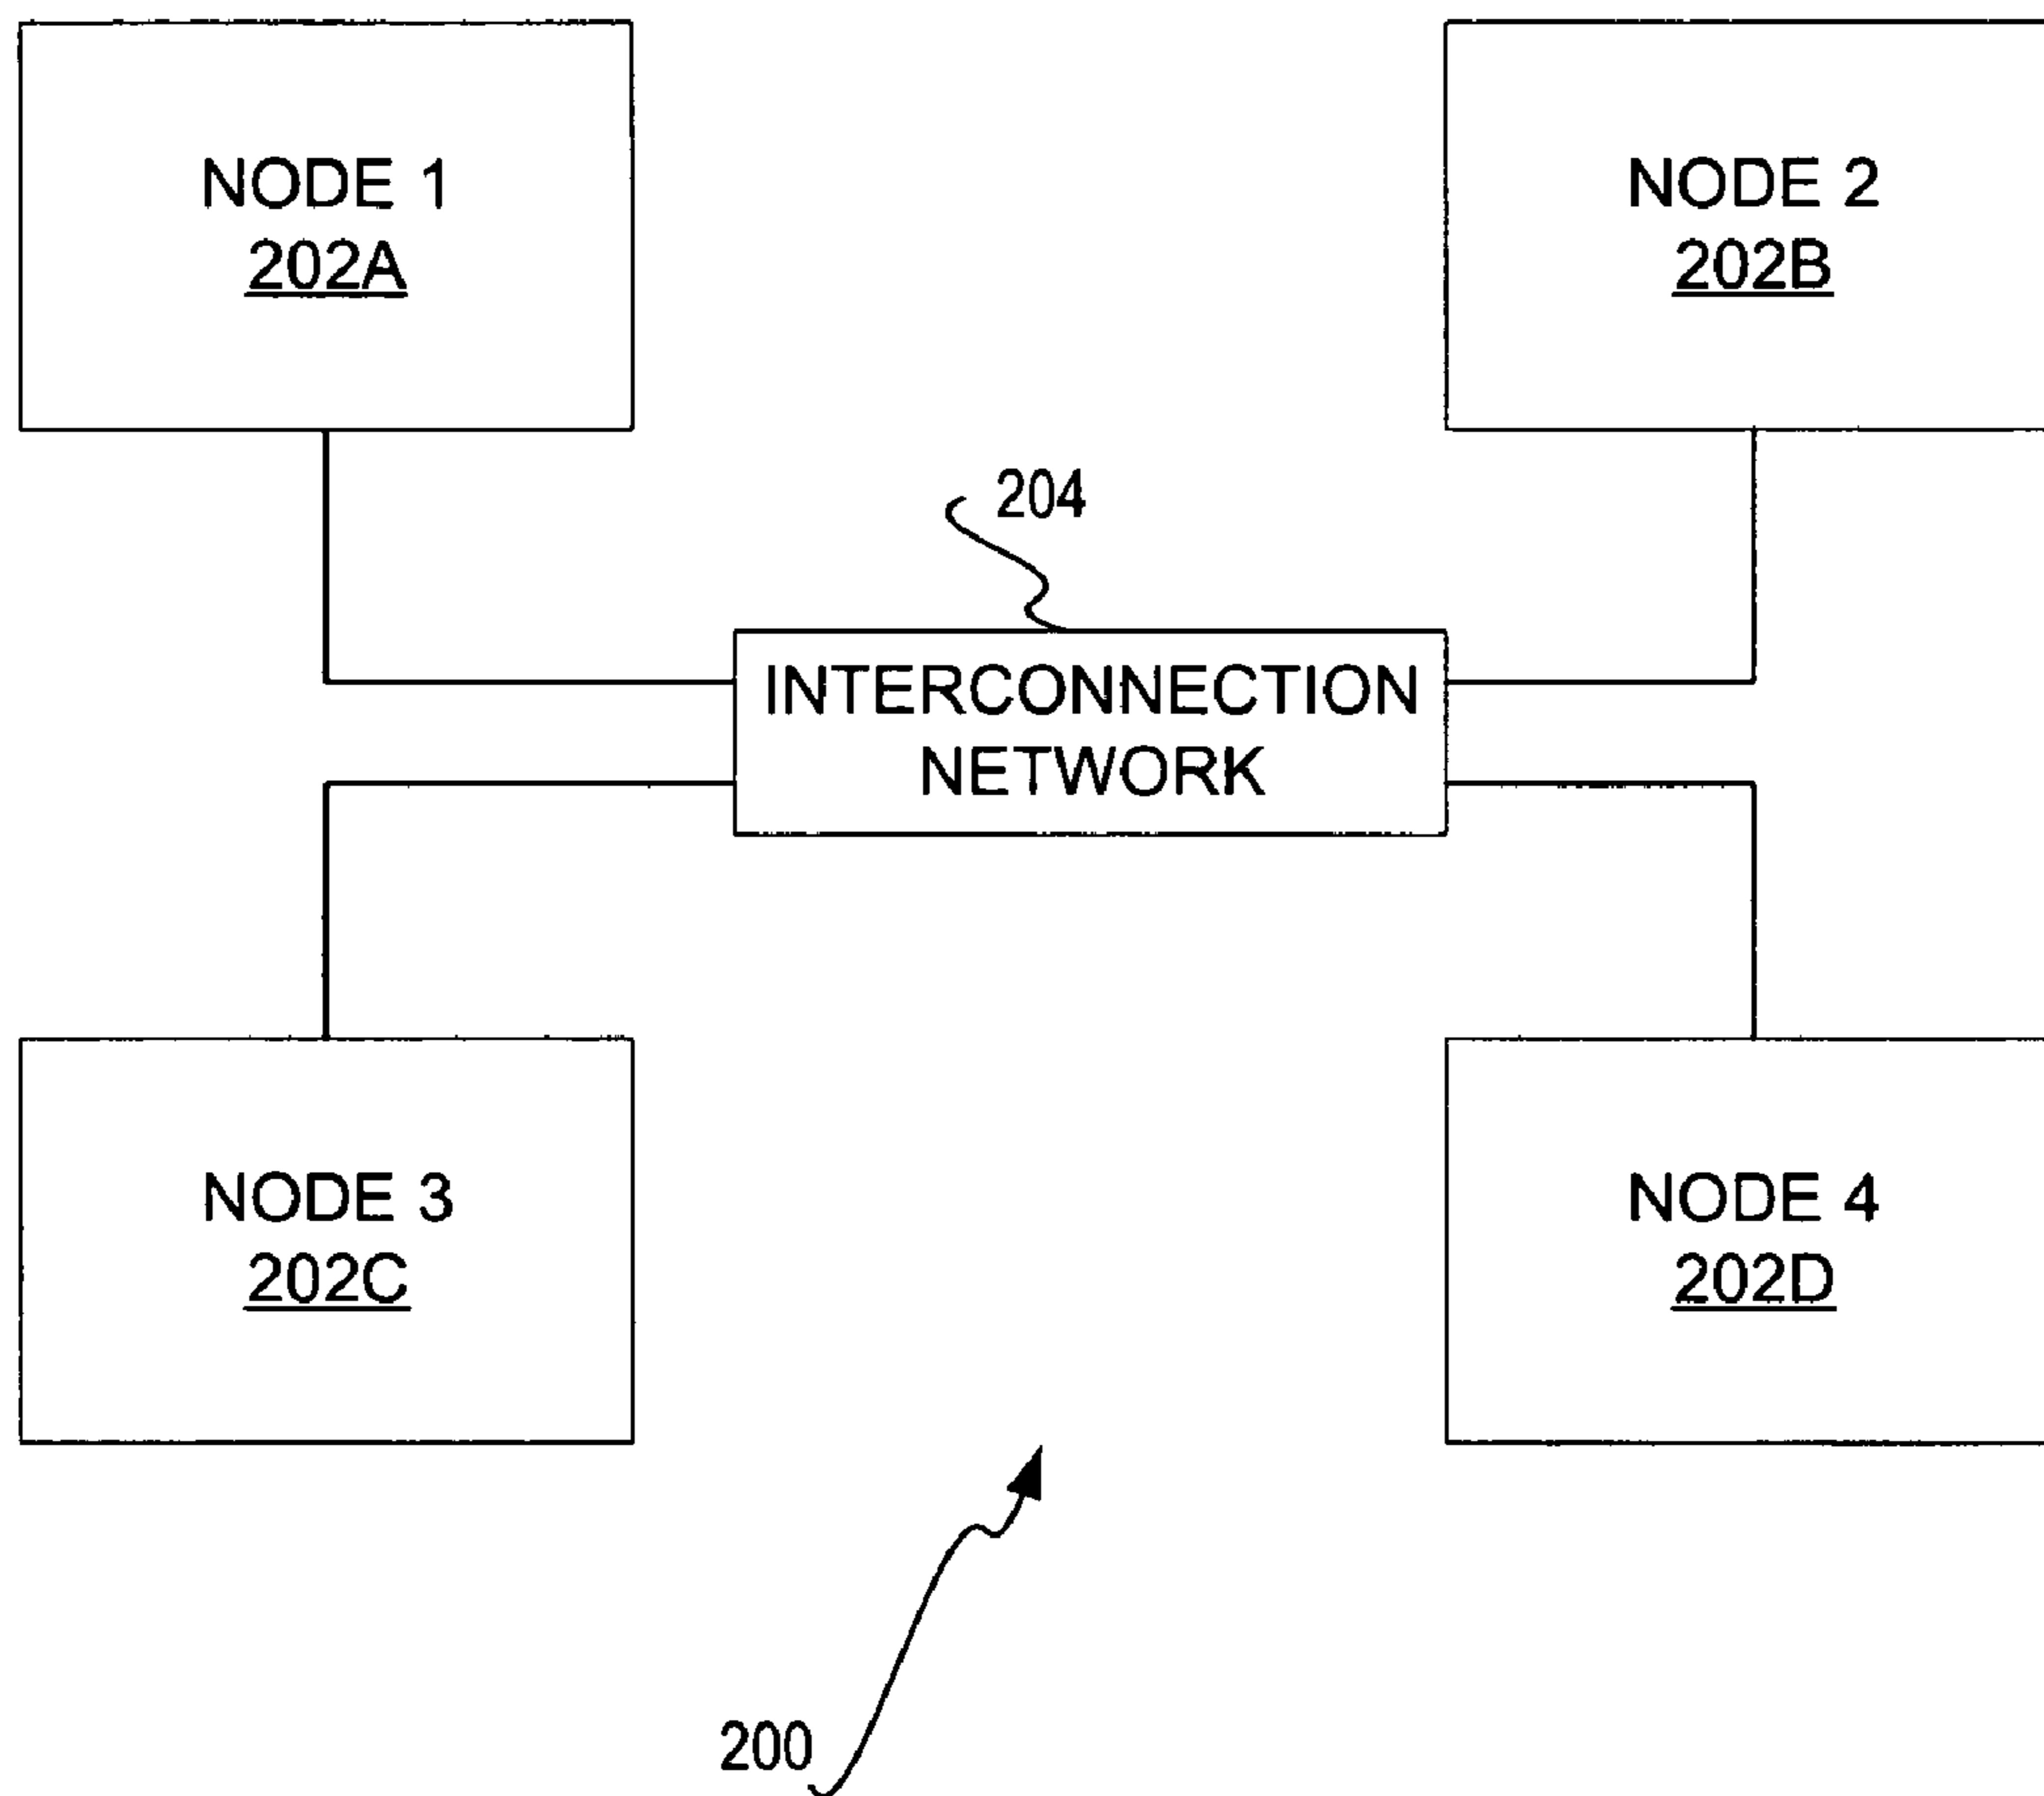 NODE 1
202A
NODE 2
202B
204
INTERCONNECTION
NETWORK
NODE 3
202C
NODE 4
202D
200